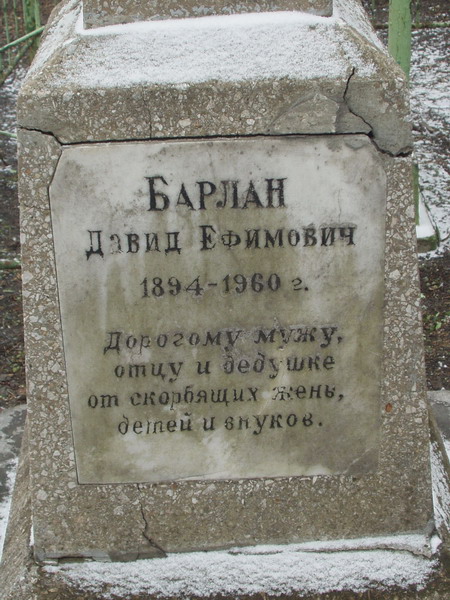 БАРЛАН
Давид Ефимович
1894-1960 г.
Дорогому мужу,
отцу и дедушке
от скорбящих жень,
детей и внуков.